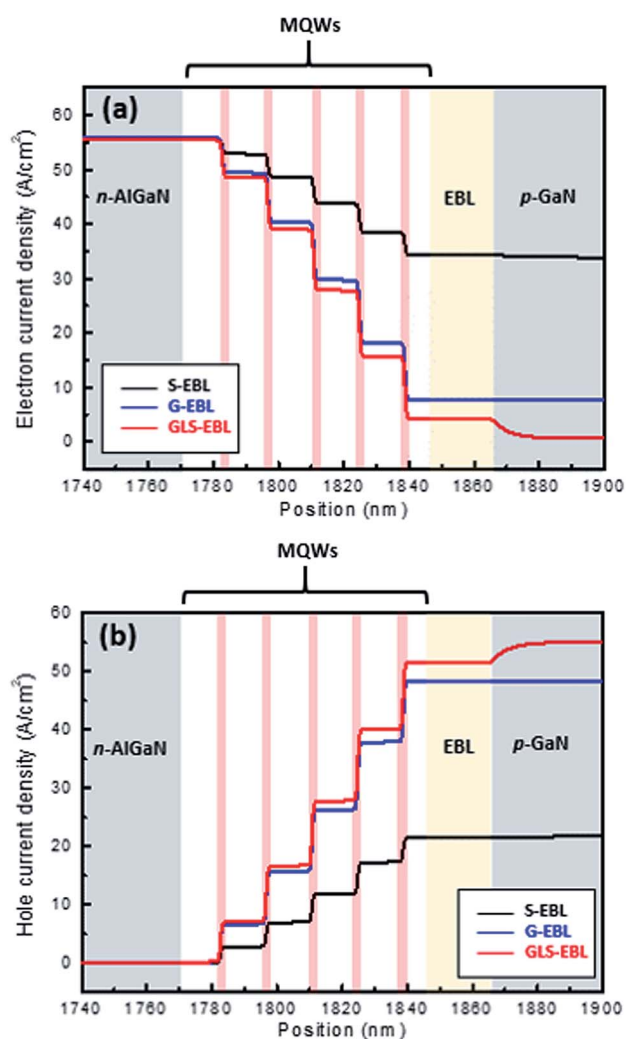 MQWs
(a)
60
50
40
30
20
10
0
Electron current density (A/cm²)
n-AlGaN
EBL
p-GaN
S-EBL
G-EBL
GLS-EBL
1740 1760 1780 1800 1820 1840 1860 1880 1900
Position (nm)
MQWs
(b)
60
50
40
30
20
10
0
Hole current density (A/cm²)
n-AlGaN
EBL
p-GaN
S-EBL
G-EBL
GLS-EBL
1740 1760 1780 1800 1820 1840 1860 1880 1900
Position (nm)